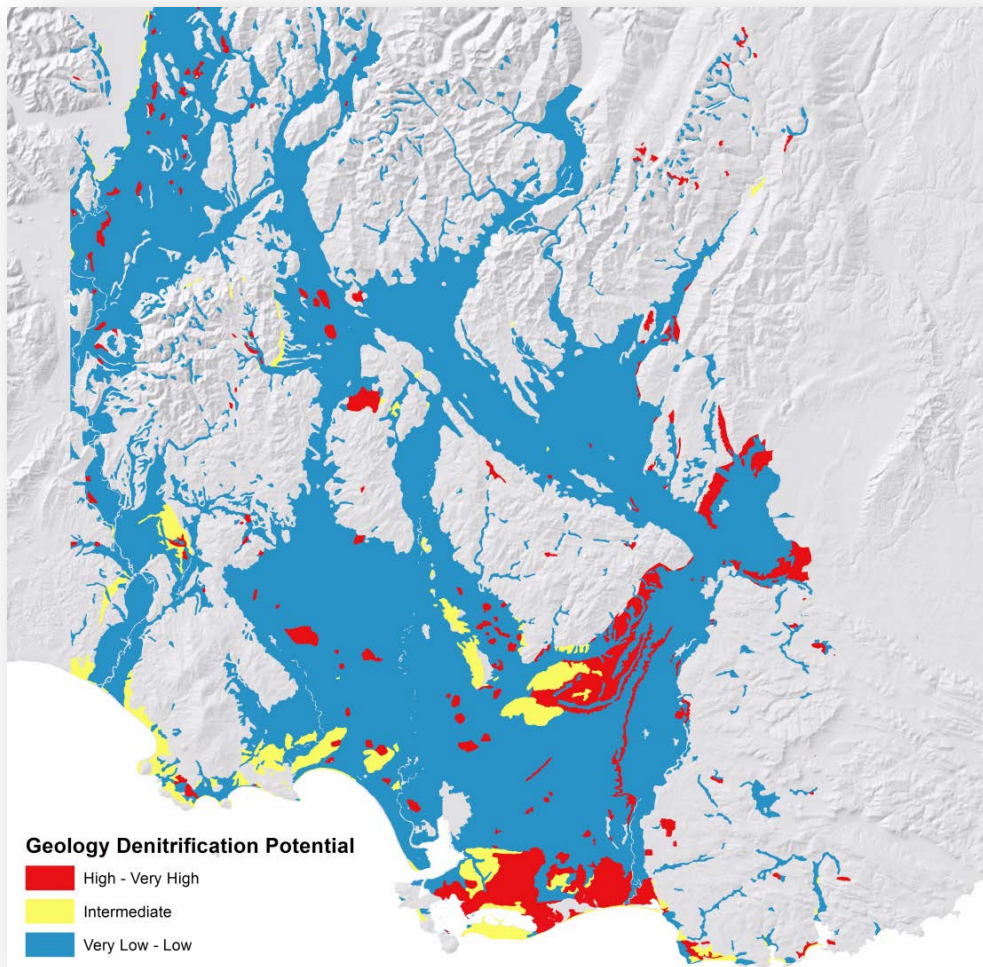 Geology Denitrification Potential
High - Very High
Intermediate
Very Low - Low